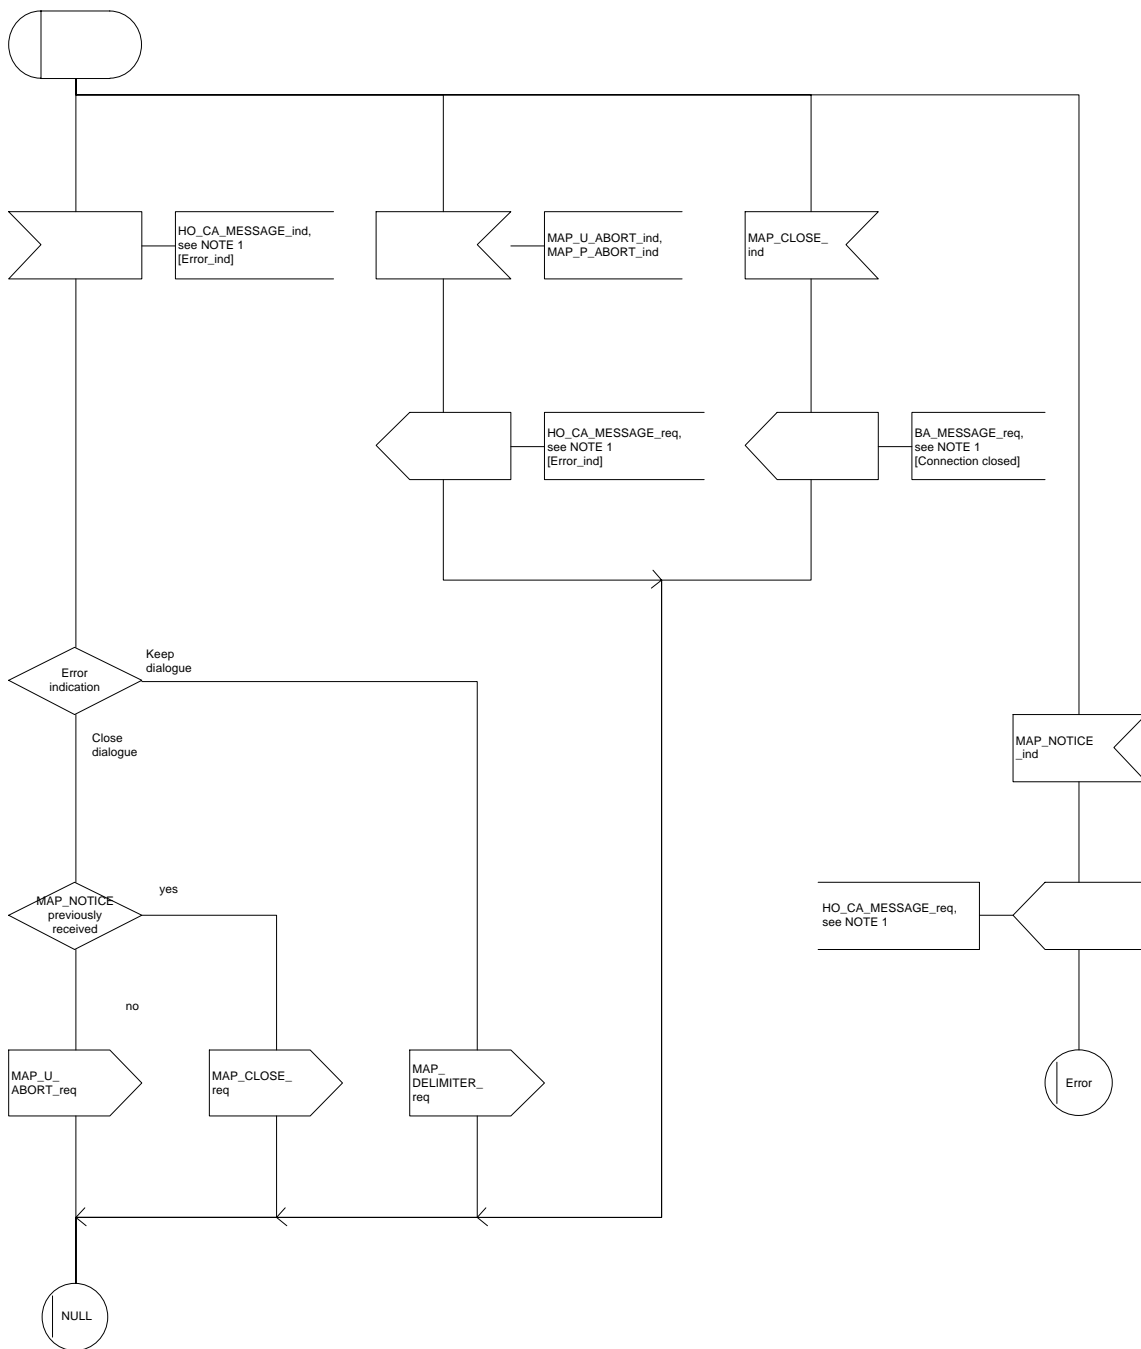 HO_CA_MESSAGE_ind,
see NOTE 1
[Error_ind]
MAP_U_ABORT_ind,
MAP_P_ABORT_ind
MAP_CLOSE_
ind
HO_CA_MESSAGE_req,
see NOTE 1
[Error_ind]
BA_MESSAGE_req,
see NOTE 1
[Connection closed]
Error
indication
Keep
dialogue
Close
dialogue
MAP_NOTICE
_ind
MAP_NOTICE
previously
received
yes
no
HO_CA_MESSAGE_req,
see NOTE 1
MAP_U_
ABORT_req
MAP_CLOSE_
req
MAP_
DELIMITER_
req
Error
NULL